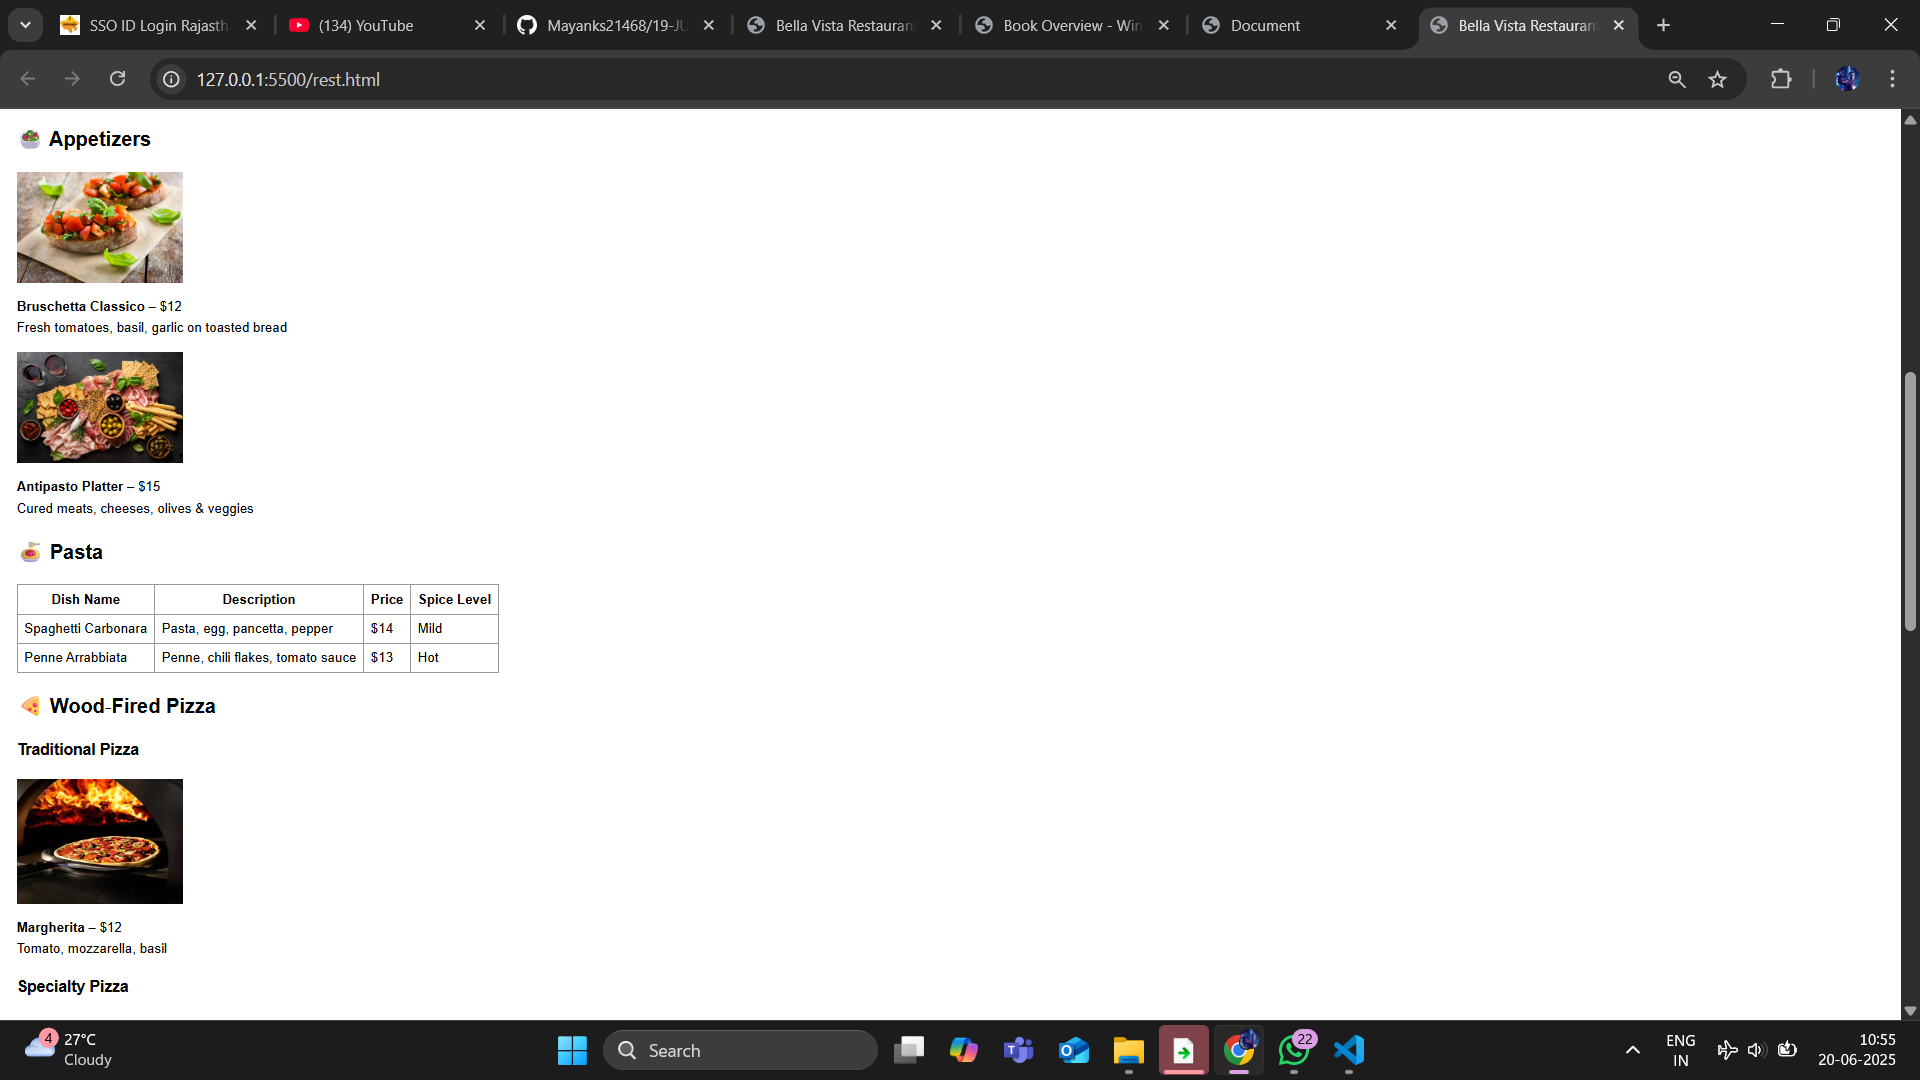 SSO ID Login Rajasth
(134) YouTube
Mayanks21468/19-JU
Bella Vista Restaurant
Book Overview - Win
Document
Bella Vista Restaurant
127.0.0.1:5500/rest.html
Appetizers
Bruschetta Classico – $12
Fresh tomatoes, basil, garlic on toasted bread
Antipasto Platter – $15
Cured meats, cheeses, olives & veggies
Pasta
Dish Name Description Price Spice Level
Spaghetti Carbonara Pasta, egg, pancetta, pepper $14 Mild
Penne Arrabbiata Penne, chili flakes, tomato sauce $13 Hot
Wood-Fired Pizza
Traditional Pizza
Margherita – $12
Tomato, mozzarella, basil
Specialty Pizza
4
27°C
Cloudy
Search
22
ENG
IN
10:55
20-06-2025